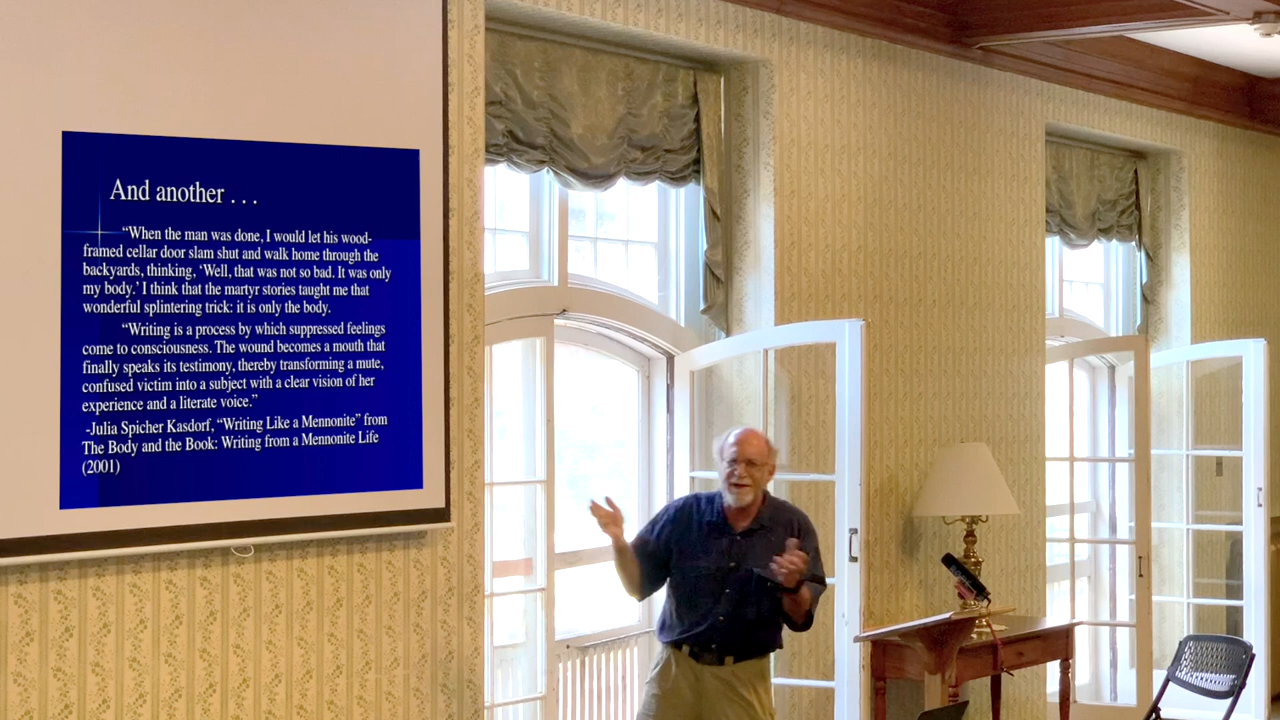 And another . . .
“When the man was done, I would let his wood-
framed cellar door slam shut and walk home through the
backyards, thinking, ‘Well, that was not so bad. It was only
my body.’ I think that the martyr stories taught me that
wonderful splintering trick: it is only the body.
“Writing is a process by which suppressed feelings
come to consciousness. The wound becomes a mouth that
finally speaks its testimony, thereby transforming a mute,
confused victim into a subject with a clear vision of her
experience and a literate voice.”
-Julia Spicher Kasdorf, “Writing Like a Mennonite” from
The Body and the Book: Writing from a Mennonite Life
(2001)